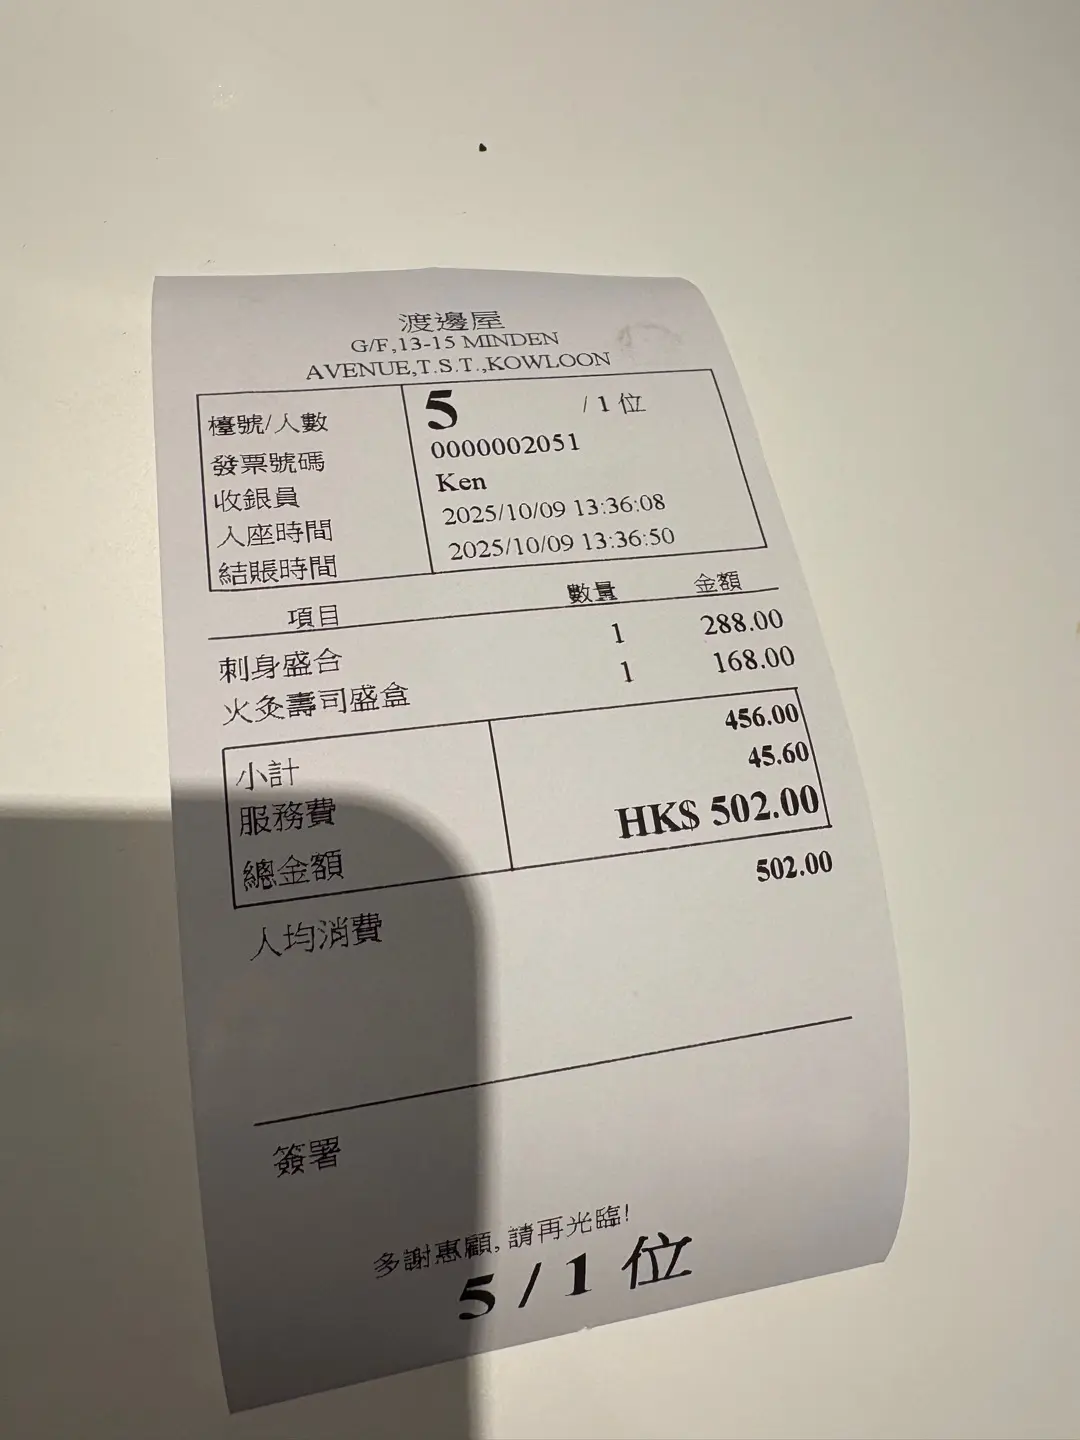 渡邊屋
G/F,13-15 MINDEN
AVENUE,T.S.T.,KOWLOON
檯號/人數 5 / 1 位
發票號碼 0000002051
收銀員 Ken
入座時間 2025/10/09 13:36:08
結賬時間 2025/10/09 13:36:50
項目 數量 金額
刺身盛合 1 288.00
火灸壽司盛盒 1 168.00
小計 456.00
服務費 45.60
總金額 HK$ 502.00
人均消費 502.00
簽署
多謝惠顧,請再光臨!
5 / 1 位